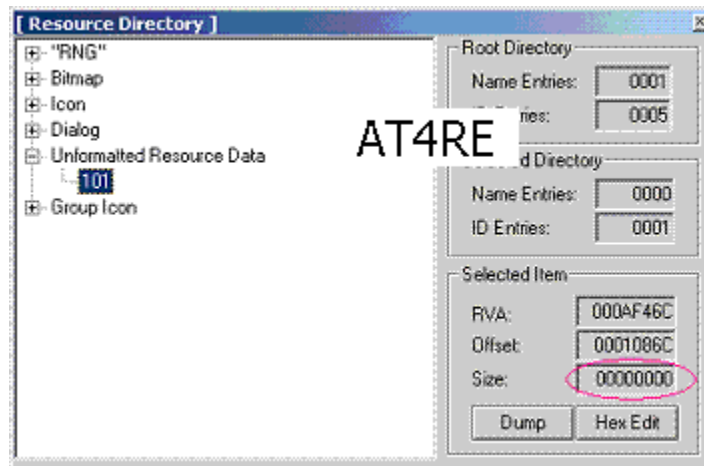 [ Resource Directory ]
"RNG"
Bitmap
Icon
Dialog
Unformatted Resource Data
101
Group Icon
AT4RE
Root Directory
Name Entries: 0001
ries: 0005
d Directory
Name Entries: 0000
ID Entries: 0001
Selected Item
RVA: 000AF46C
Offset: 0001086C
Size: 00000000
Dump Hex Edit